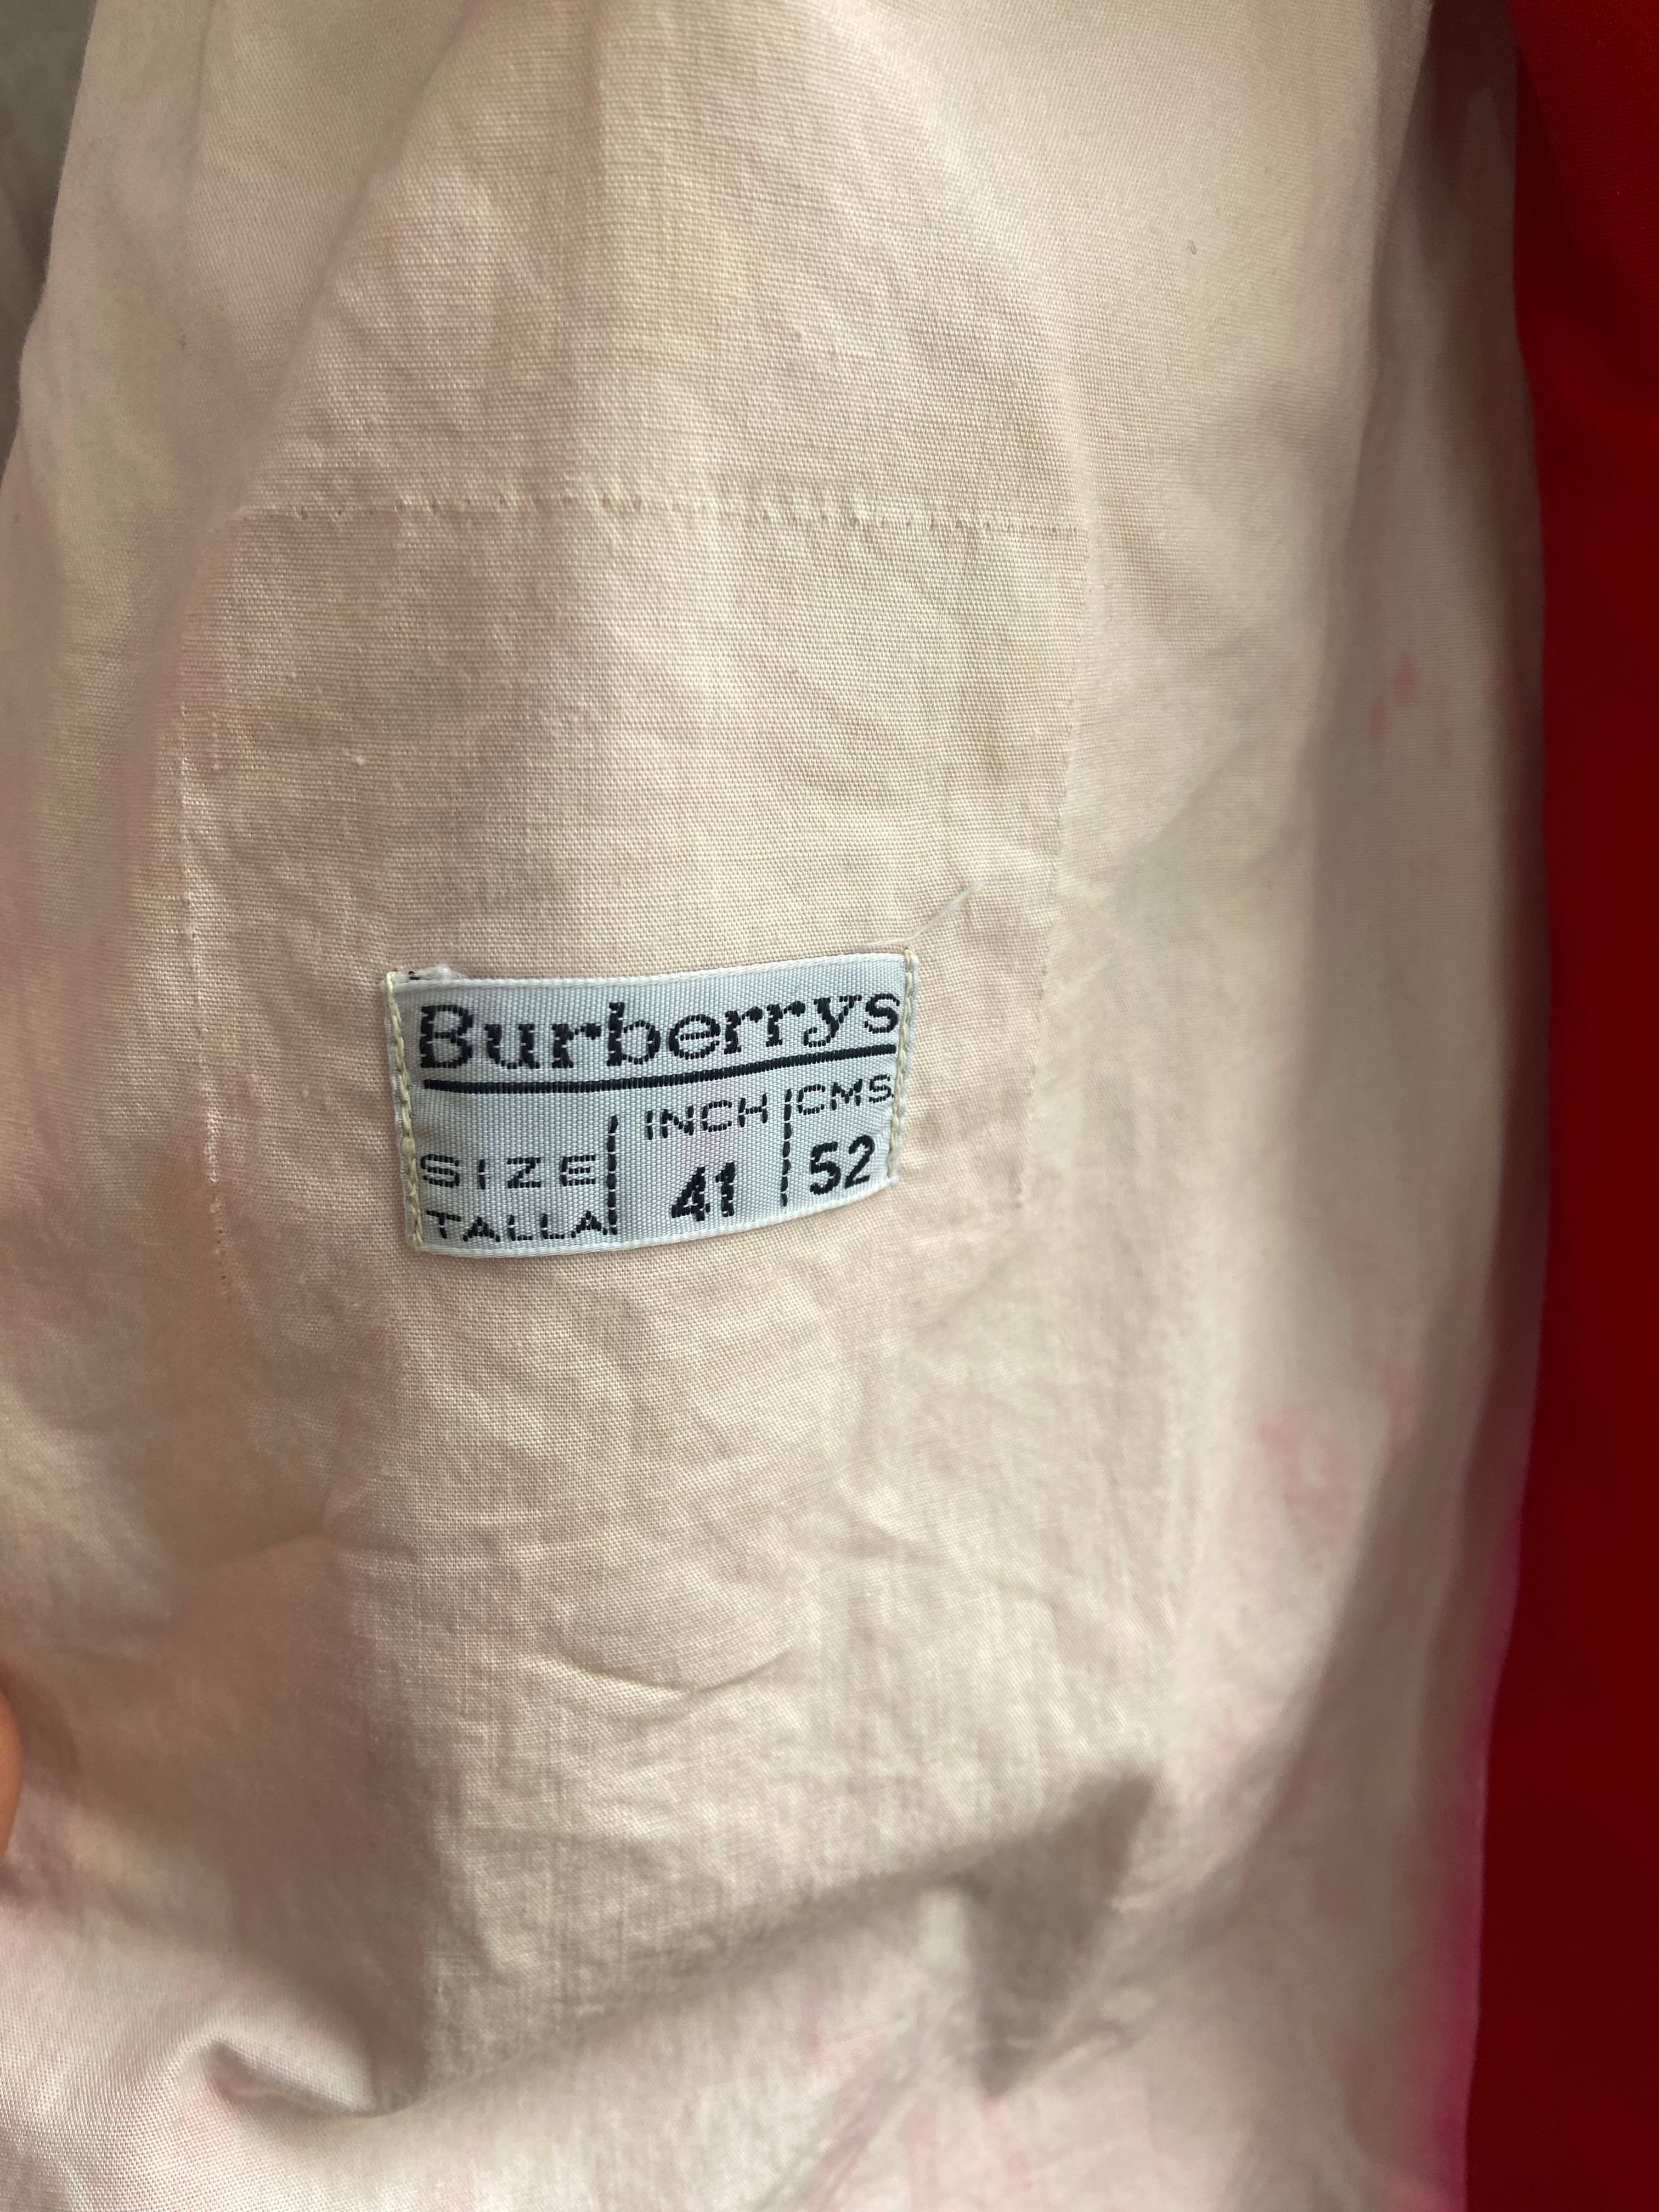 Burberrys
INCH CMS
SIZE 41 52
TALLA